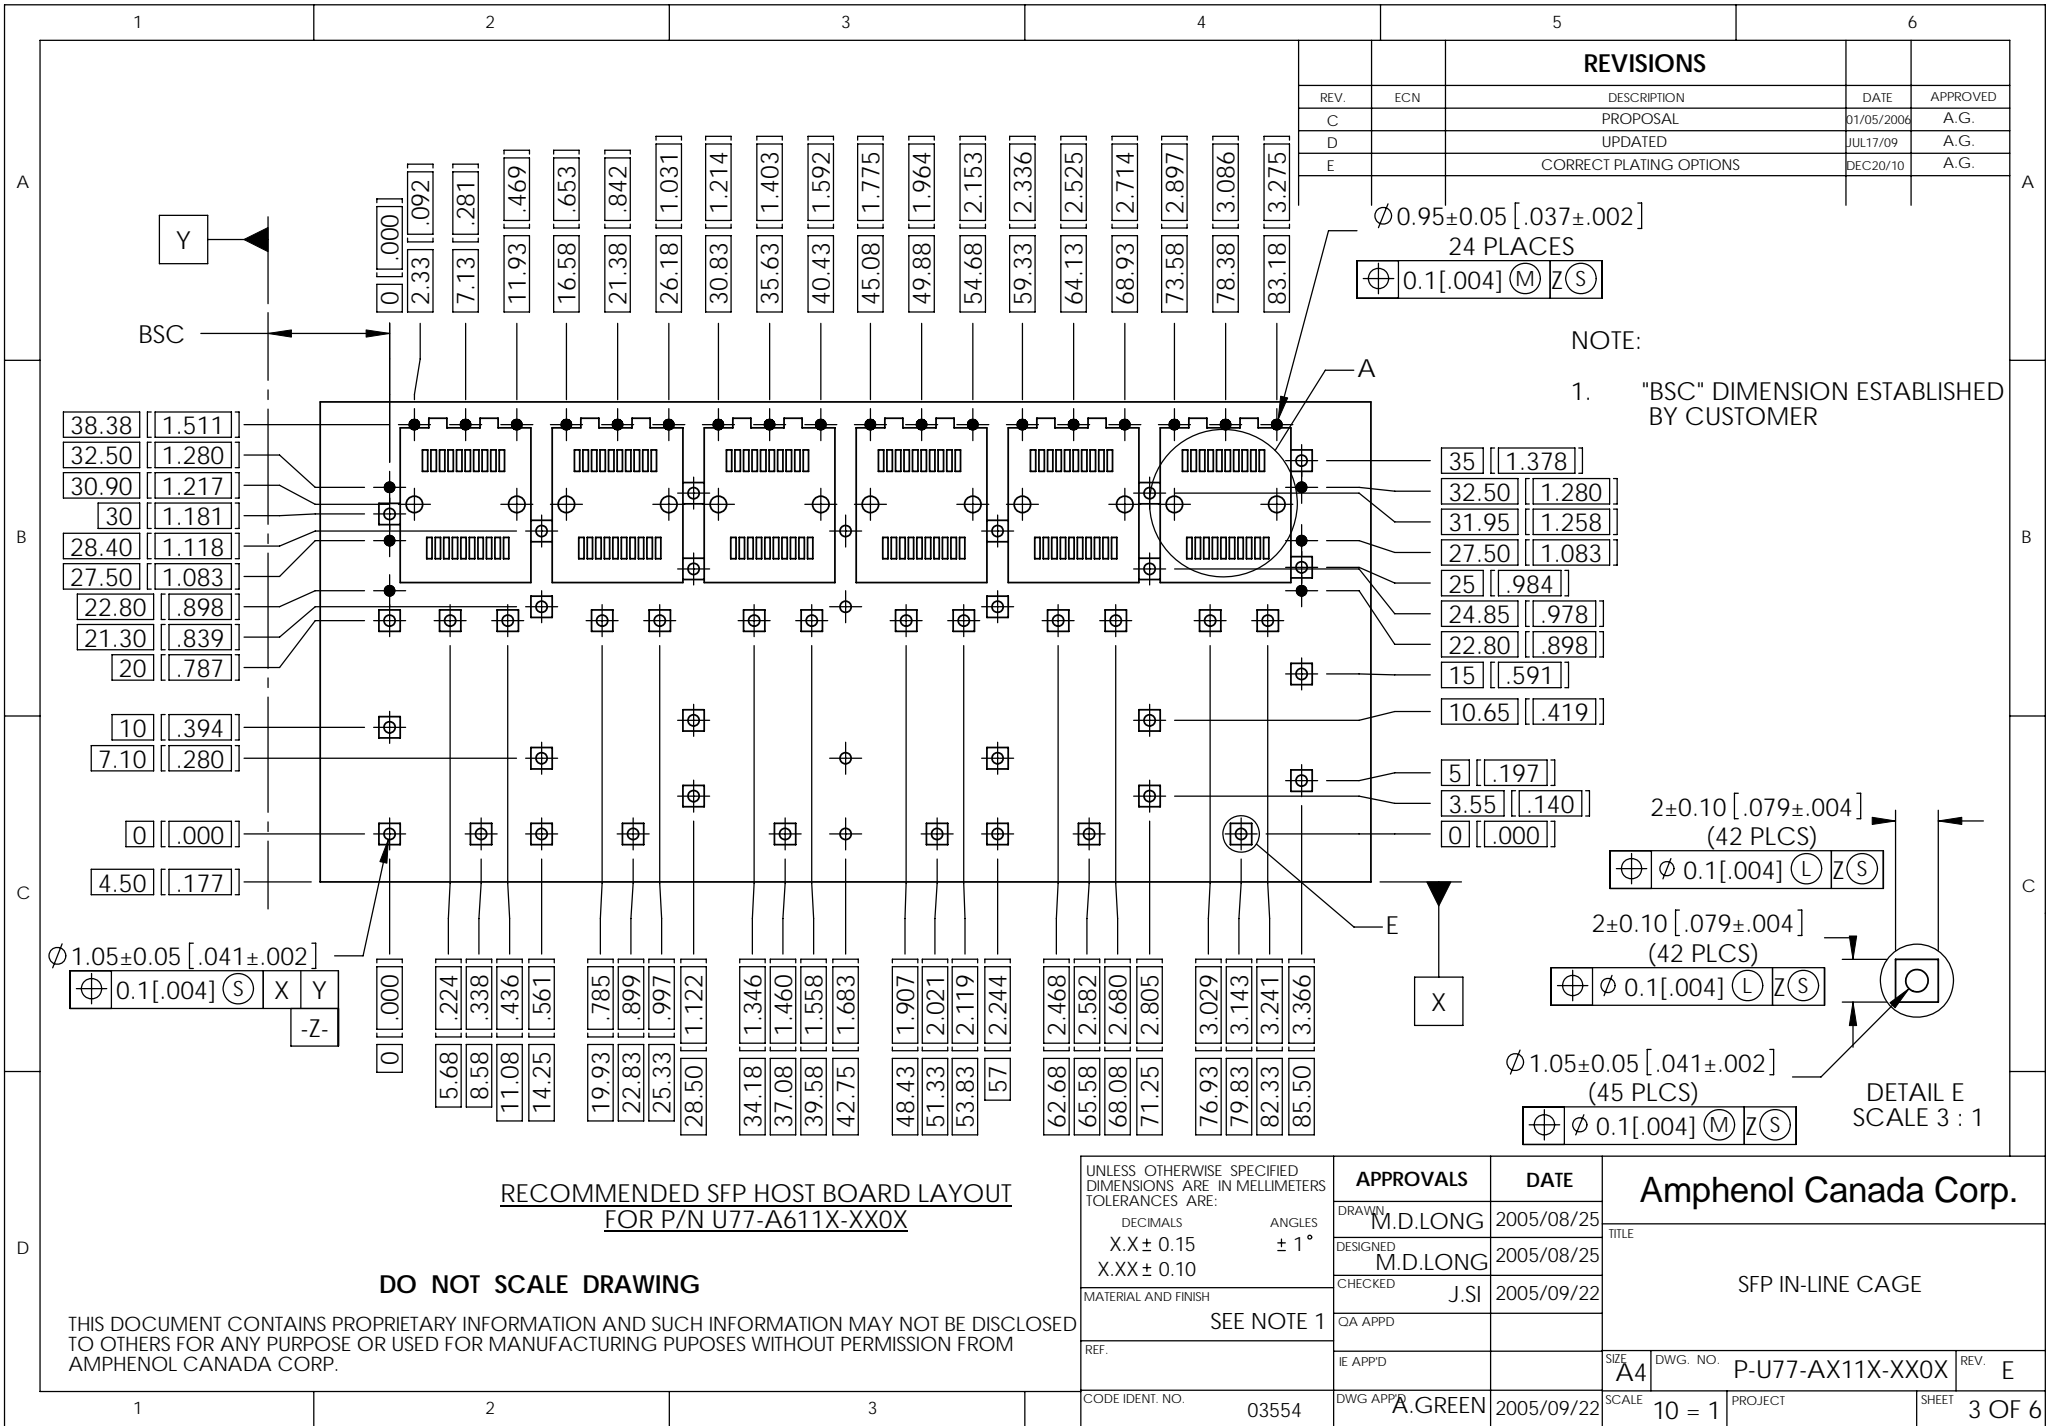 1 2 3 4 5 6
A
B
C
D
A
B
C
REVISIONS
REV. ECN DESCRIPTION DATE APPROVED
C PROPOSAL 01/05/2006 A.G.
D UPDATED JUL17/09 A.G.
E CORRECT PLATING OPTIONS DEC20/10 A.G.
Y
BSC
0 [.000]
2.33 [.092]
7.13 [.281]
11.93 [.469]
16.58 [.653]
21.38 [.842]
26.18 [1.031]
30.83 [1.214]
35.63 [1.403]
40.43 [1.592]
45.08 [1.775]
49.88 [1.964]
54.68 [2.153]
59.33 [2.336]
64.13 [2.525]
68.93 [2.714]
73.58 [2.897]
78.38 [3.086]
83.18 [3.275]
Ø0.95±0.05 [.037±.002]
24 PLACES
⌖ 0.1[.004] Ⓜ ZⓈ
NOTE:
1. "BSC" DIMENSION ESTABLISHED
BY CUSTOMER
A
38.38 [1.511]
32.50 [1.280]
30.90 [1.217]
30 [1.181]
28.40 [1.118]
27.50 [1.083]
22.80 [.898]
21.30 [.839]
20 [.787]
10 [.394]
7.10 [.280]
0 [.000]
4.50 [.177]
35 [1.378]
32.50 [1.280]
31.95 [1.258]
27.50 [1.083]
25 [.984]
24.85 [.978]
22.80 [.898]
15 [.591]
10.65 [.419]
5 [.197]
3.55 [.140]
0 [.000]
E
X
Ø1.05±0.05 [.041±.002]
⌖ 0.1[.004] Ⓢ X Y
-Z-
0 [.000]
5.68 [.224]
8.58 [.338]
11.08 [.436]
14.25 [.561]
19.93 [.785]
22.83 [.899]
25.33 [.997]
28.50 [1.122]
34.18 [1.346]
37.08 [1.460]
39.58 [1.558]
42.75 [1.683]
48.43 [1.907]
51.33 [2.021]
53.83 [2.119]
57 [2.244]
62.68 [2.468]
65.58 [2.582]
68.08 [2.680]
71.25 [2.805]
76.93 [3.029]
79.83 [3.143]
82.33 [3.241]
85.50 [3.366]
2±0.10 [.079±.004]
(42 PLCS)
⌖ Ø 0.1[.004] Ⓛ ZⓈ
2±0.10 [.079±.004]
(42 PLCS)
⌖ Ø 0.1[.004] Ⓛ ZⓈ
Ø1.05±0.05 [.041±.002]
(45 PLCS)
⌖ Ø 0.1[.004] Ⓜ ZⓈ
DETAIL E
SCALE 3 : 1
RECOMMENDED SFP HOST BOARD LAYOUT
FOR P/N U77-A611X-XX0X
DO NOT SCALE DRAWING
THIS DOCUMENT CONTAINS PROPRIETARY INFORMATION AND SUCH INFORMATION MAY NOT BE DISCLOSED
TO OTHERS FOR ANY PURPOSE OR USED FOR MANUFACTURING PUPOSES WITHOUT PERMISSION FROM
AMPHENOL CANADA CORP.
UNLESS OTHERWISE SPECIFIED
DIMENSIONS ARE IN MELLIMETERS
TOLERANCES ARE:
DECIMALS ANGLES
X.X ± 0.15 ± 1°
X.XX ± 0.10
MATERIAL AND FINISH
SEE NOTE 1
REF.
CODE IDENT. NO. 03554
APPROVALS DATE
DRAWN M.D.LONG 2005/08/25
DESIGNED M.D.LONG 2005/08/25
CHECKED J.SI 2005/09/22
QA APPD
IE APP'D
DWG APP'D A.GREEN 2005/09/22
Amphenol Canada Corp.
TITLE
SFP IN-LINE CAGE
SIZE A4 DWG. NO. P-U77-AX11X-XX0X REV. E
SCALE 10 = 1 PROJECT SHEET 3 OF 6
1 2 3